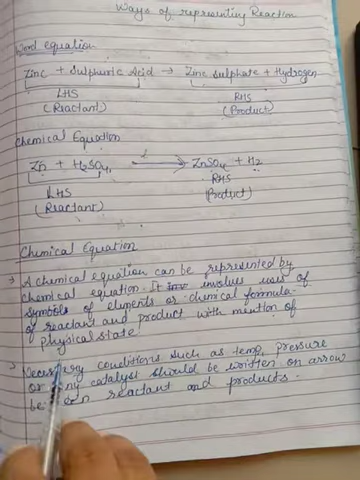 Ways of representing Reaction
Word equation
Zinc + Sulphuric Acid → Zinc sulphate + Hydrogen
LHS RHS
(Reactant) (Product)
Chemical Equation
Zn + H2SO4 → ZnSO4 + H2
LHS RHS
(Reactant) (Product)
Chemical Equation
→ A chemical equation can be represented by
chemical equation. It involves uses of
symbols of elements or chemical formula
of reactant and product with mention of
physical state
→ Necessary conditions such as temp, pressure
or catalyst should be written on arrow
reactant and products.